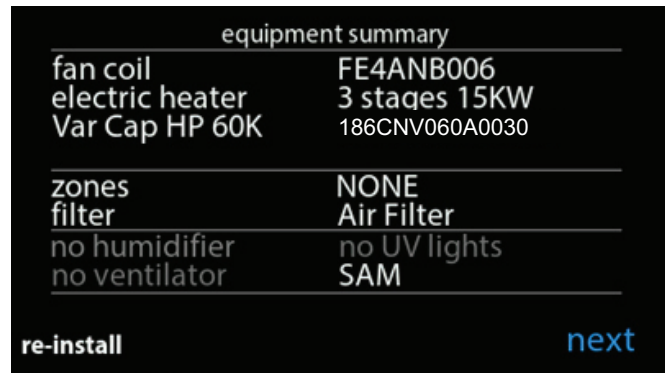 equipment summary
fan coil FE4ANB006
electric heater 3 stages 15KW
Var Cap HP 60K 186CNV060A0030
zones NONE
filter Air Filter
no humidifier no UV lights
no ventilator SAM
re-install next